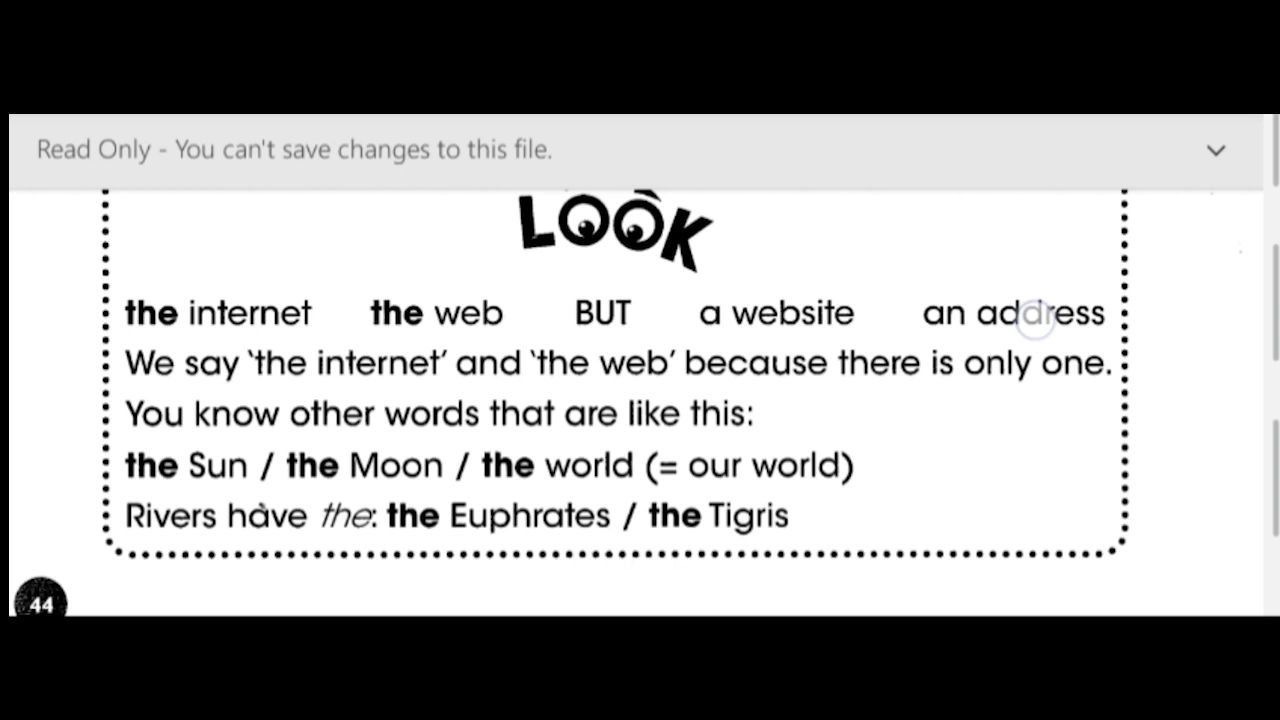 Read Only - You can't save changes to this file.
LOOK
the internet the web BUT a website an address
We say ‘the internet’ and ‘the web’ because there is only one.
You know other words that are like this:
the Sun / the Moon / the world (= our world)
Rivers have the: the Euphrates / the Tigris
44